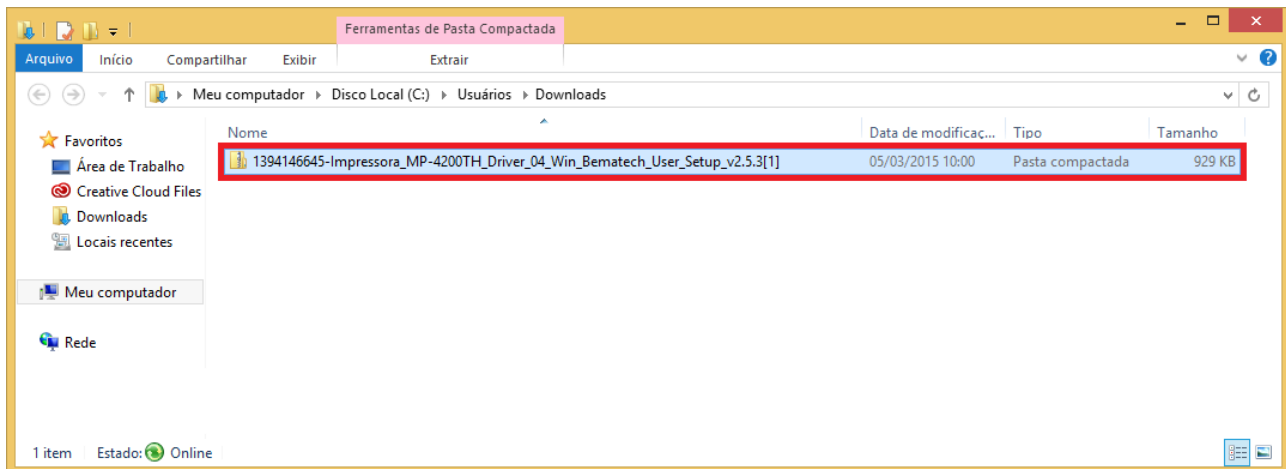 Ferramentas de Pasta Compactada
Arquivo Início Compartilhar Exibir Extrair
Meu computador Disco Local (C:) Usuários Downloads
Favoritos
Área de Trabalho
Creative Cloud Files
Downloads
Locais recentes
Meu computador
Rede
Nome Data de modificaç... Tipo Tamanho
1394146645-Impressora_MP-4200TH_Driver_04_Win_Bematech_User_Setup_v2.5.3[1] 05/03/2015 10:00 Pasta compactada 929 KB
1 item Estado: Online